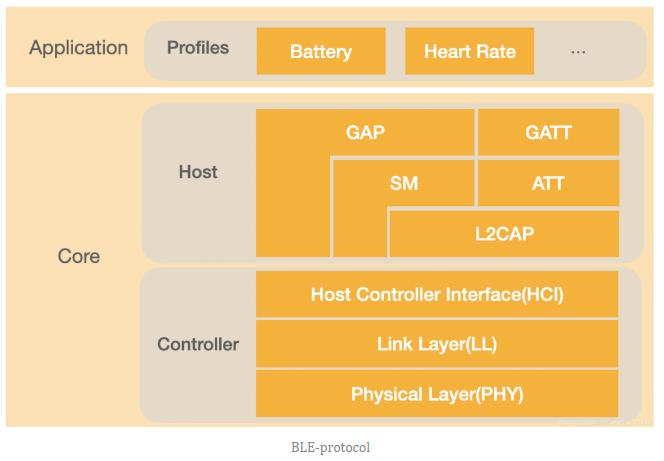 Application
Profiles
Battery
Heart Rate
...
Core
Host
GAP
GATT
SM
ATT
L2CAP
Controller
Host Controller Interface(HCI)
Link Layer(LL)
Physical Layer(PHY)
BLE-protocol